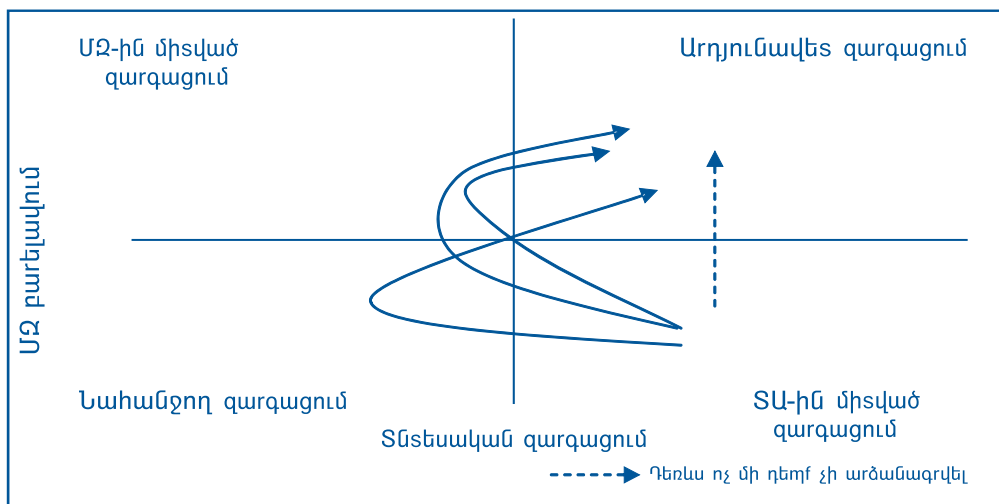 ՄԶ-ին միտված
զարգացում
Արդյունավետ զարգացում
ՄԶ բարելավում
Նահանջող զարգացում
ՏԱ-ին միտված
զարգացում
Տնտեսական զարգացում
Դեռևս ոչ մի դեպք չի արձանագրվել